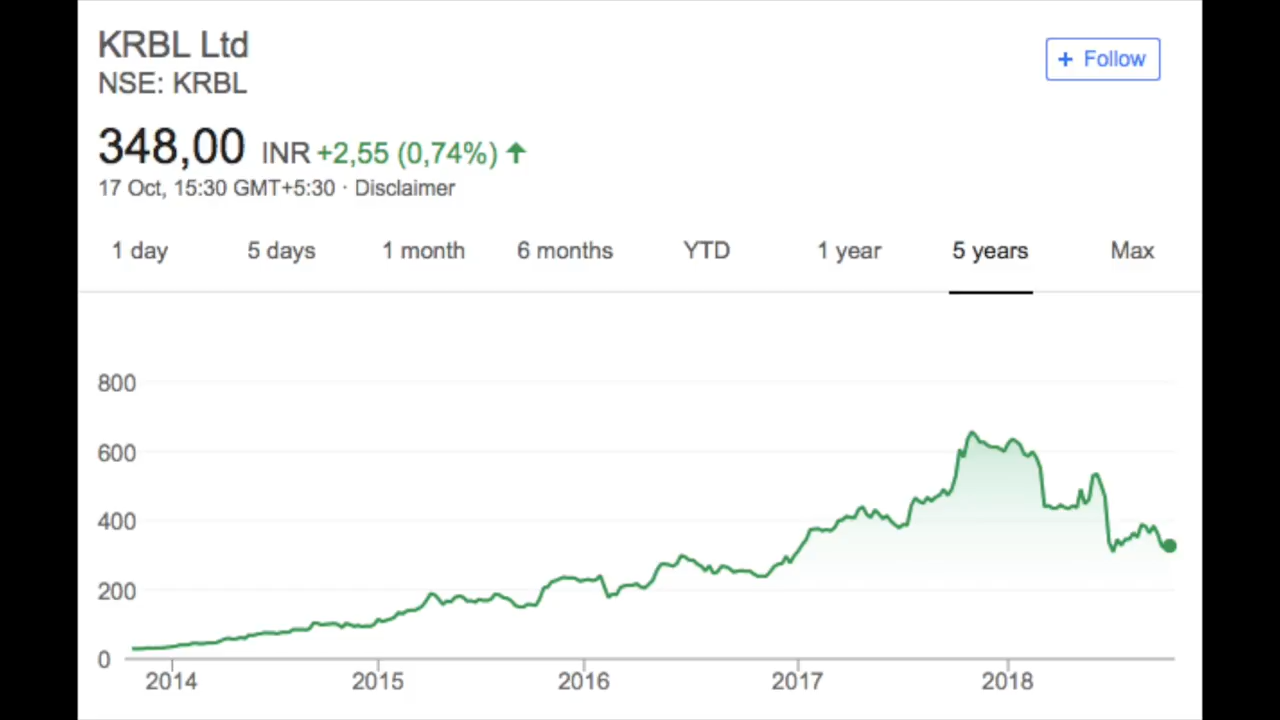 KRBL Ltd
+ Follow
NSE: KRBL
348,00 INR +2,55 (0,74%) ↑
17 Oct, 15:30 GMT+5:30 · Disclaimer
1 day 5 days 1 month 6 months YTD 1 year 5 years Max
800
600
400
200
0
2014 2015 2016 2017 2018